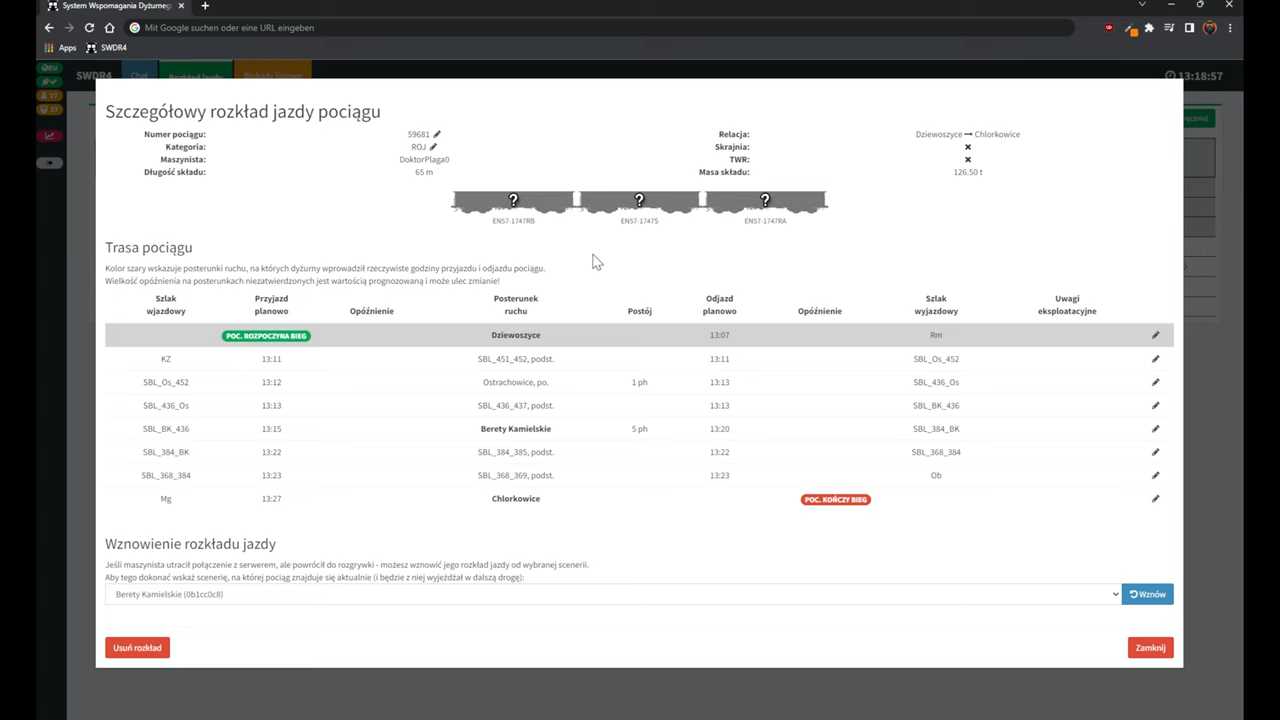 System Wspomagania Dyżurneg
Mit Google suchen oder eine URL eingeben
Apps SWDR4
EU SWDR4 Chat Rozkład jazdy Blokady liniowe 13:18:57
Szczegółowy rozkład jazdy pociągu
Numer pociągu: 59681 Relacja: Dziewoszyce → Chlorkowice
Kategoria: ROJ Skrajnia: ×
Maszynista: DoktorPlaga0 TWR: ×
Długość składu: 65 m Masa składu: 126.50 t
? ? ?
EN57-1747RB EN57-1747S EN57-1747RA
Trasa pociągu
Kolor szary wskazuje posterunki ruchu, na których dyżurny wprowadził rzeczywiste godziny przyjazdu i odjazdu pociągu.
Wielkość opóźnienia na posterunkach niezatwierdzonych jest wartością prognozowaną i może ulec zmianie!
Szlak wjazdowy Przyjazd planowo Opóźnienie Posterunek ruchu Postój Odjazd planowo Opóźnienie Szlak wyjazdowy Uwagi eksploatacyjne
POC. ROZPOCZYNA BIEG Dziewoszyce 13:07 Rm
KZ 13:11 SBL_451_452, podst. 13:11 SBL_Os_452
SBL_Os_452 13:12 Ostrachowice, po. 1 ph 13:13 SBL_436_Os
SBL_436_Os 13:13 SBL_436_437, podst. 13:13 SBL_BK_436
SBL_BK_436 13:15 Berety Kamielskie 5 ph 13:20 SBL_384_BK
SBL_384_BK 13:22 SBL_384_385, podst. 13:22 SBL_368_384
SBL_368_384 13:23 SBL_368_369, podst. 13:23 Ob
Mg 13:27 Chlorkowice POC. KOŃCZY BIEG
Wznowienie rozkładu jazdy
Jeśli maszynista utracił połączenie z serwerem, ale powrócił do rozgrywki - możesz wznowić jego rozkład jazdy od wybranej scenerii.
Aby tego dokonać wskaż scenerię, na której pociąg znajduje się aktualnie (i będzie z niej wyjeżdżał w dalszą drogę):
Berety Kamielskie (0b1cc0c8) Wznów
Usuń rozkład Zamknij